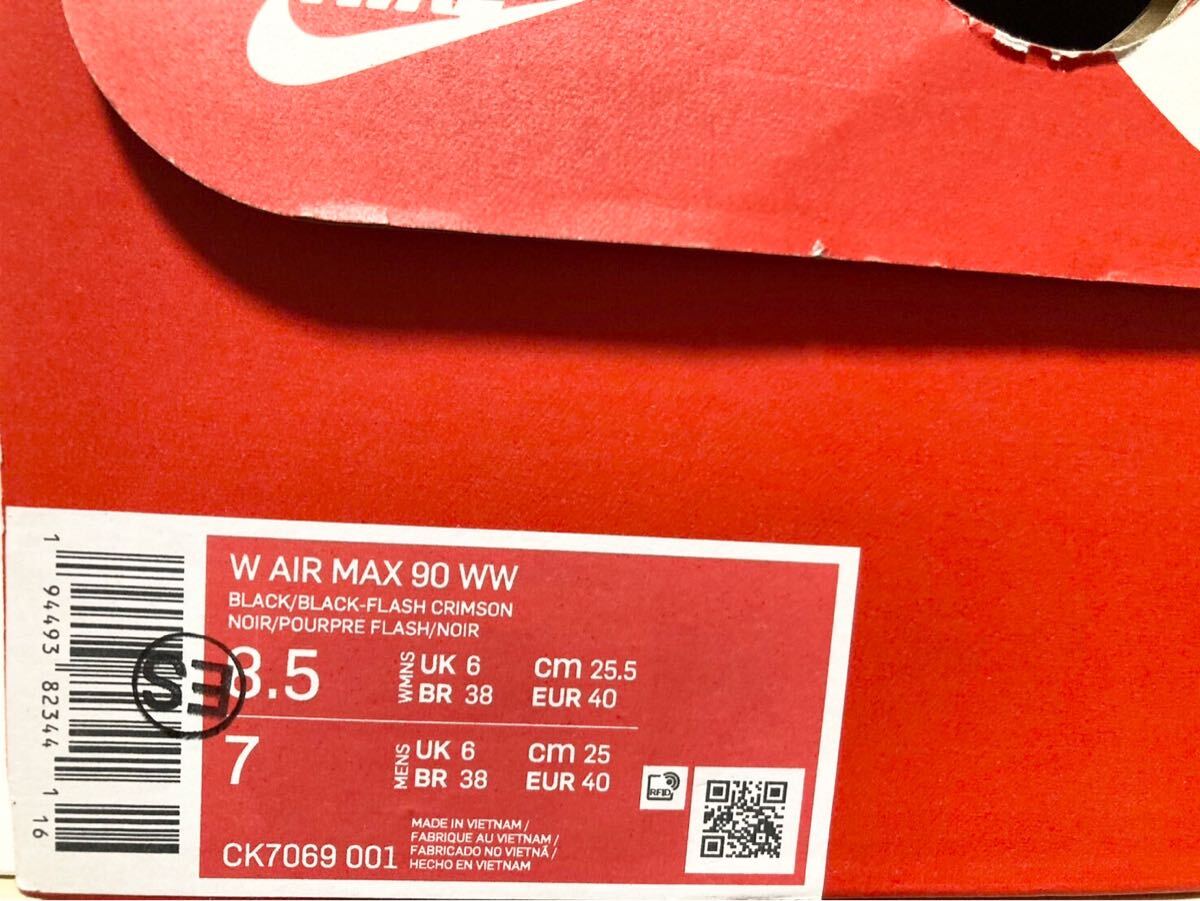 NIKE
W AIR MAX 90 WW
BLACK/BLACK-FLASH CRIMSON
NOIR/POURPRE FLASH/NOIR
8.5 WMNS UK 6 cm 25.5
BR 38 EUR 40
7 MENS UK 6 cm 25
BR 38 EUR 40
CK7069 001
MADE IN VIETNAM /
FABRIQUE AU VIETNAM /
FABRICADO NO VIETNÃ /
HECHO EN VIETNAM
RFID
ES
1 94493 82344 1 16